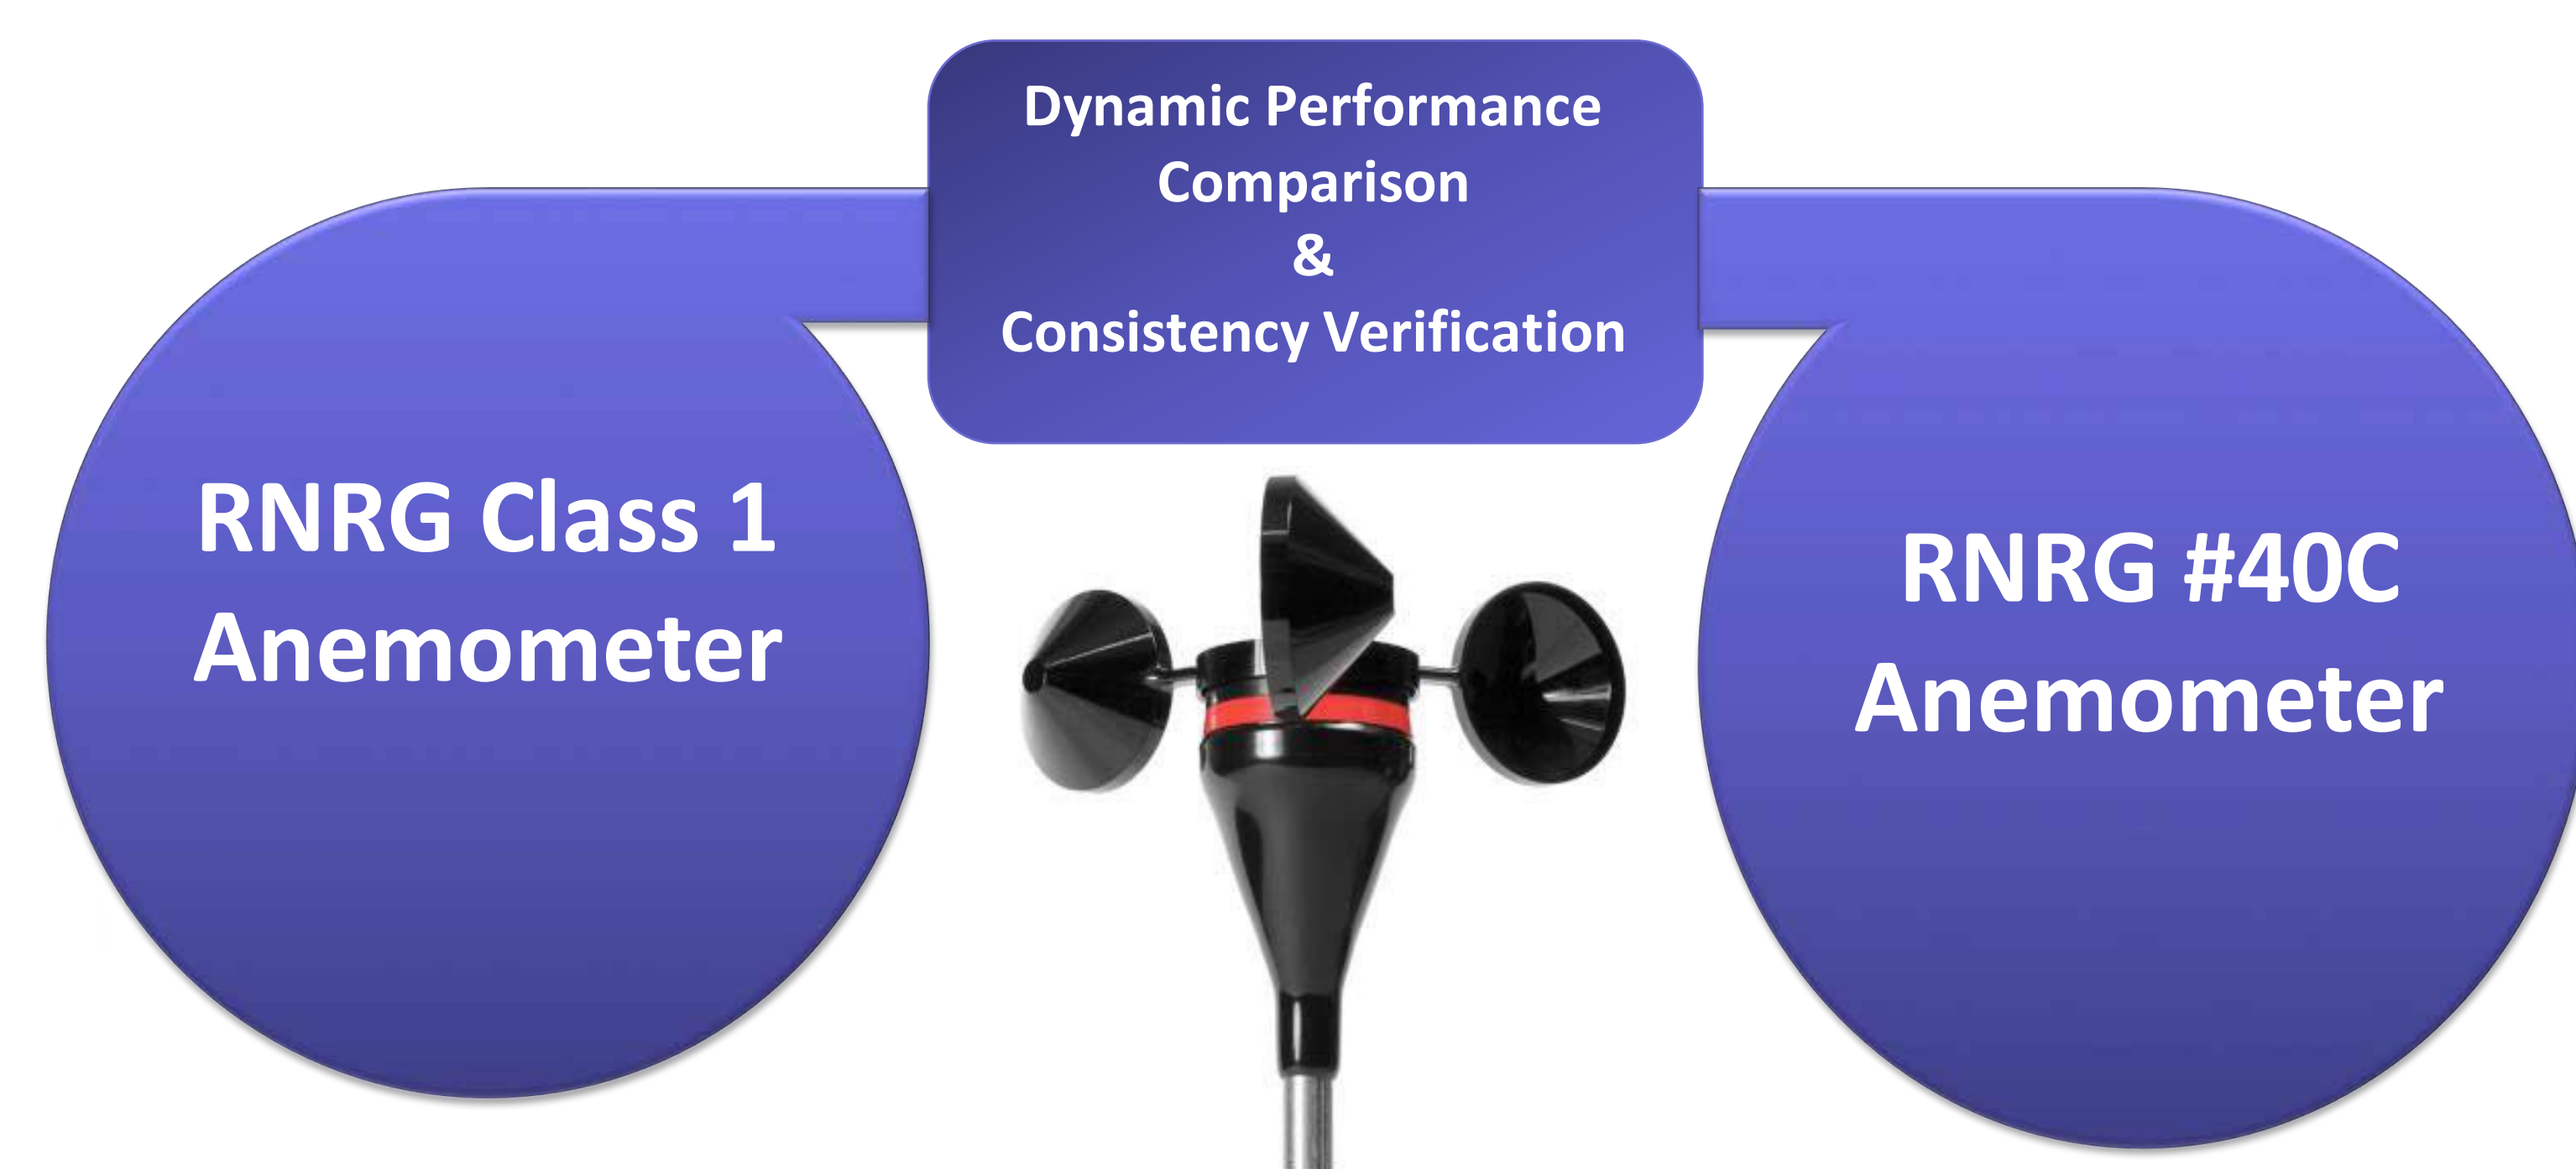 Dynamic Performance
Comparison
&
Consistency Verification
RNRG Class 1
Anemometer
RNRG #40C
Anemometer